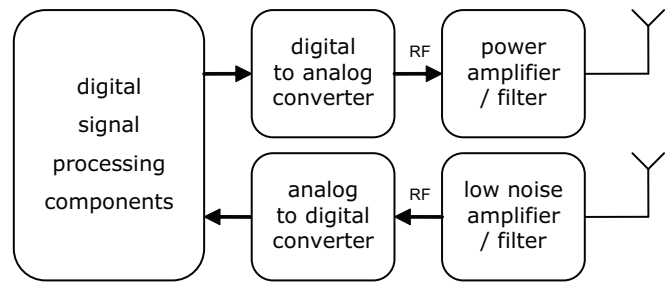 digital
signal
processing
components
digital
to analog
converter
RF
power
amplifier
/ filter
analog
to digital
converter
RF
low noise
amplifier
/ filter